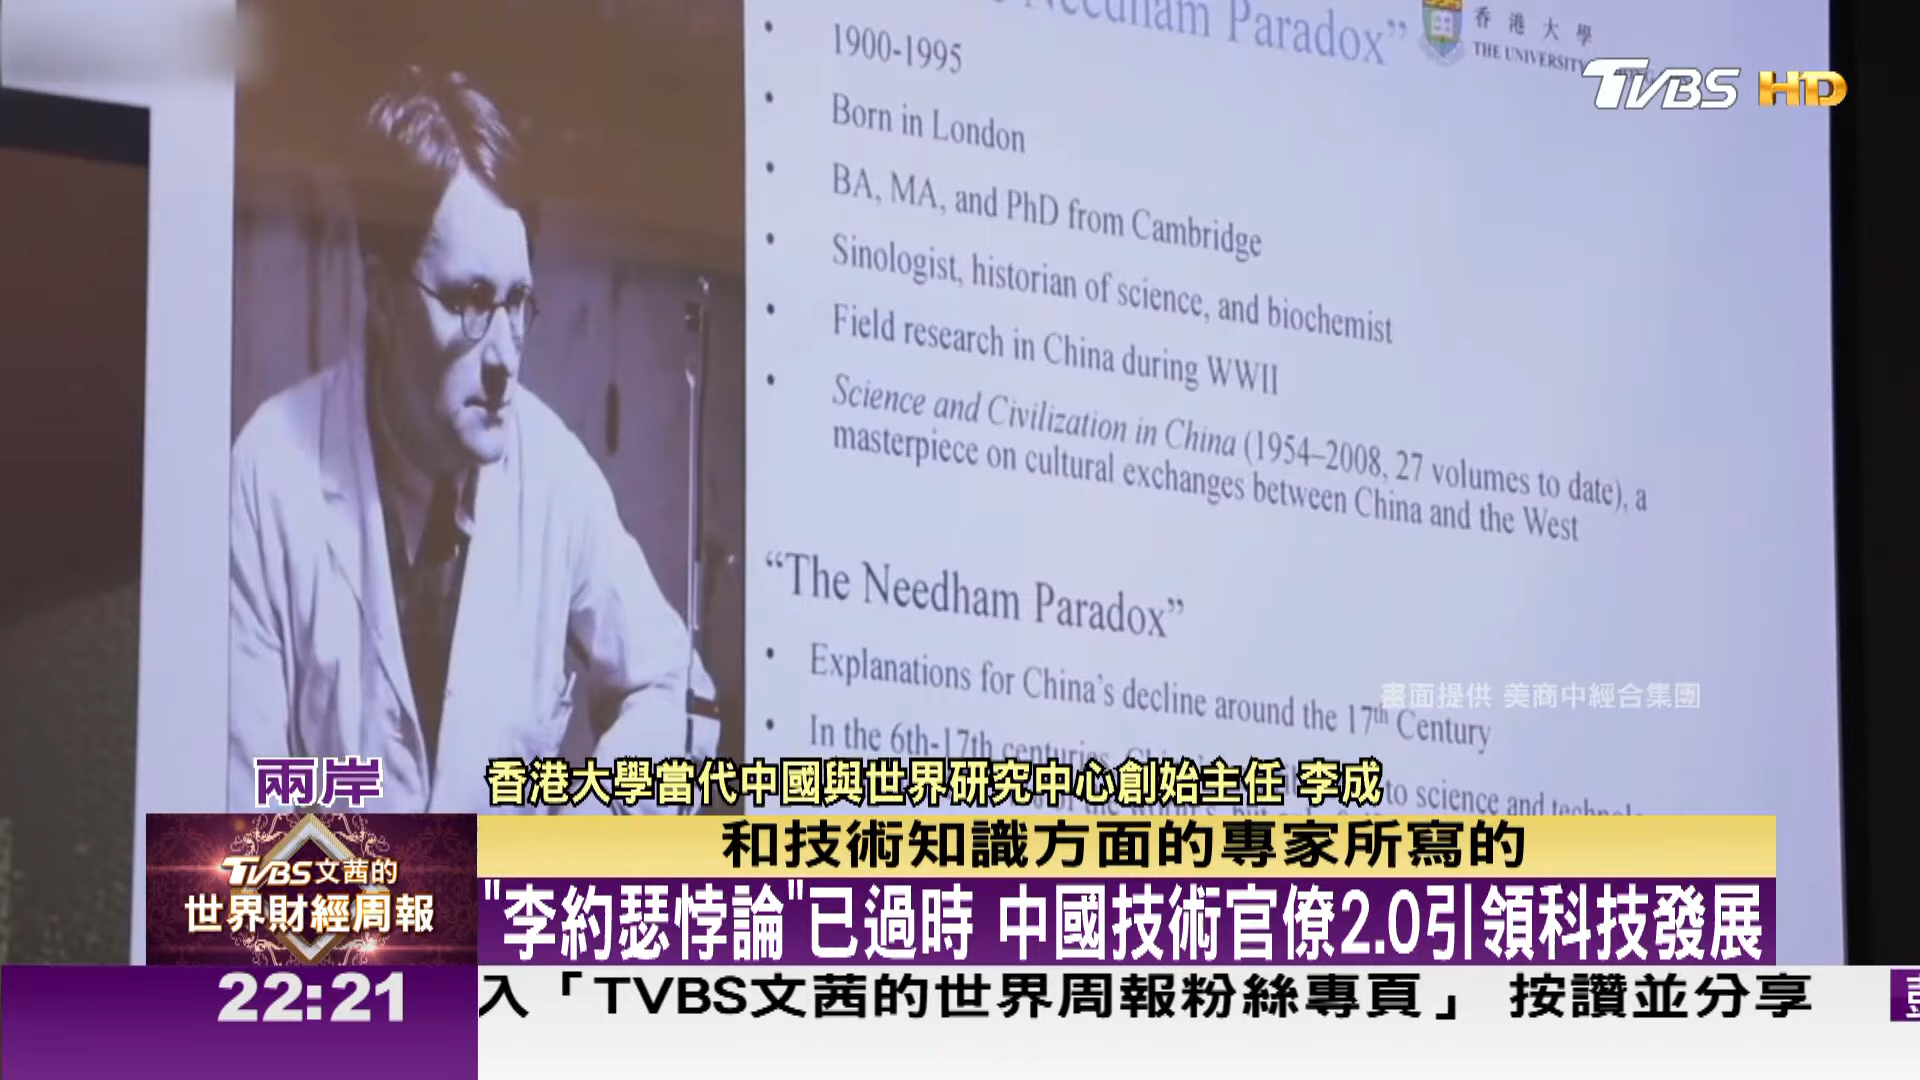 Needham Paradox”
香港大學
THE UNIVERSITY
TVBS HD
• 1900-1995
• Born in London
• BA, MA, and PhD from Cambridge
• Sinologist, historian of science, and biochemist
• Field research in China during WWII
• Science and Civilization in China (1954–2008, 27 volumes to date), a
masterpiece on cultural exchanges between China and the West
“The Needham Paradox”
• Explanations for China’s decline around the 17th Century
• In the 6th-17th centuries,
to science and
畫面提供 美商中經合集團
兩岸
香港大學當代中國與世界研究中心創始主任 李成
和技術知識方面的專家所寫的
TVBS文茜的
世界財經周報
"李約瑟悖論"已過時 中國技術官僚2.0引領科技發展
22:21
入「TVBS文茜的世界周報粉絲專頁」 按讚並分享